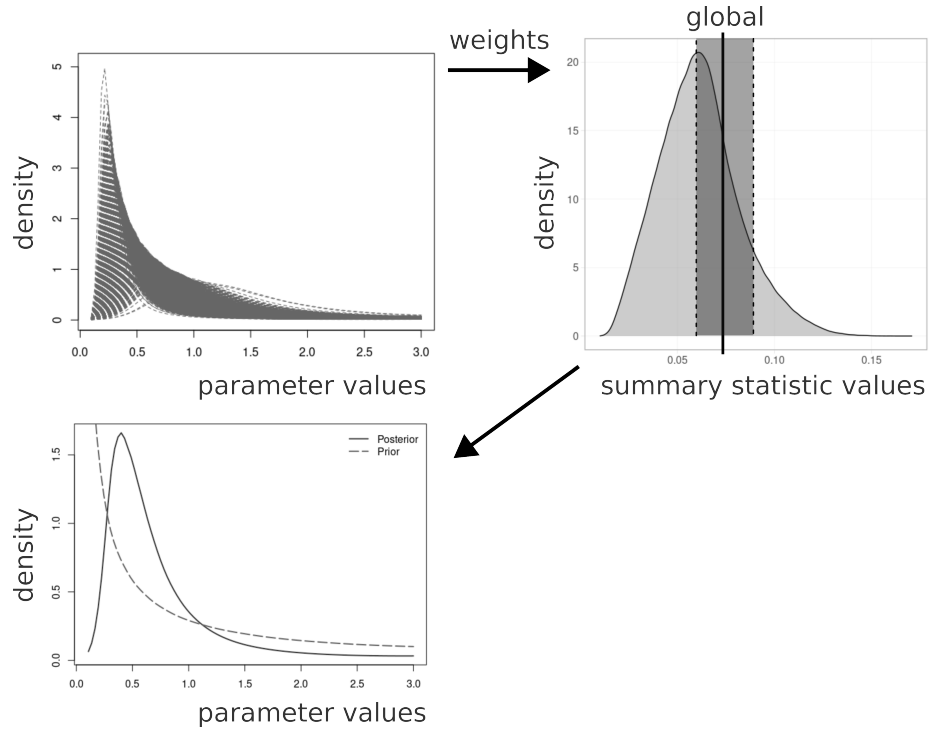 global
weights
5
4
3
2
1
0
density
0.0 0.5 1.0 1.5 2.0 2.5 3.0
parameter values
20
15
10
5
0
density
0.05 0.10 0.15
summary statistic values
Posterior
Prior
1.5
1.0
0.5
0.0
density
0.0 0.5 1.0 1.5 2.0 2.5 3.0
parameter values